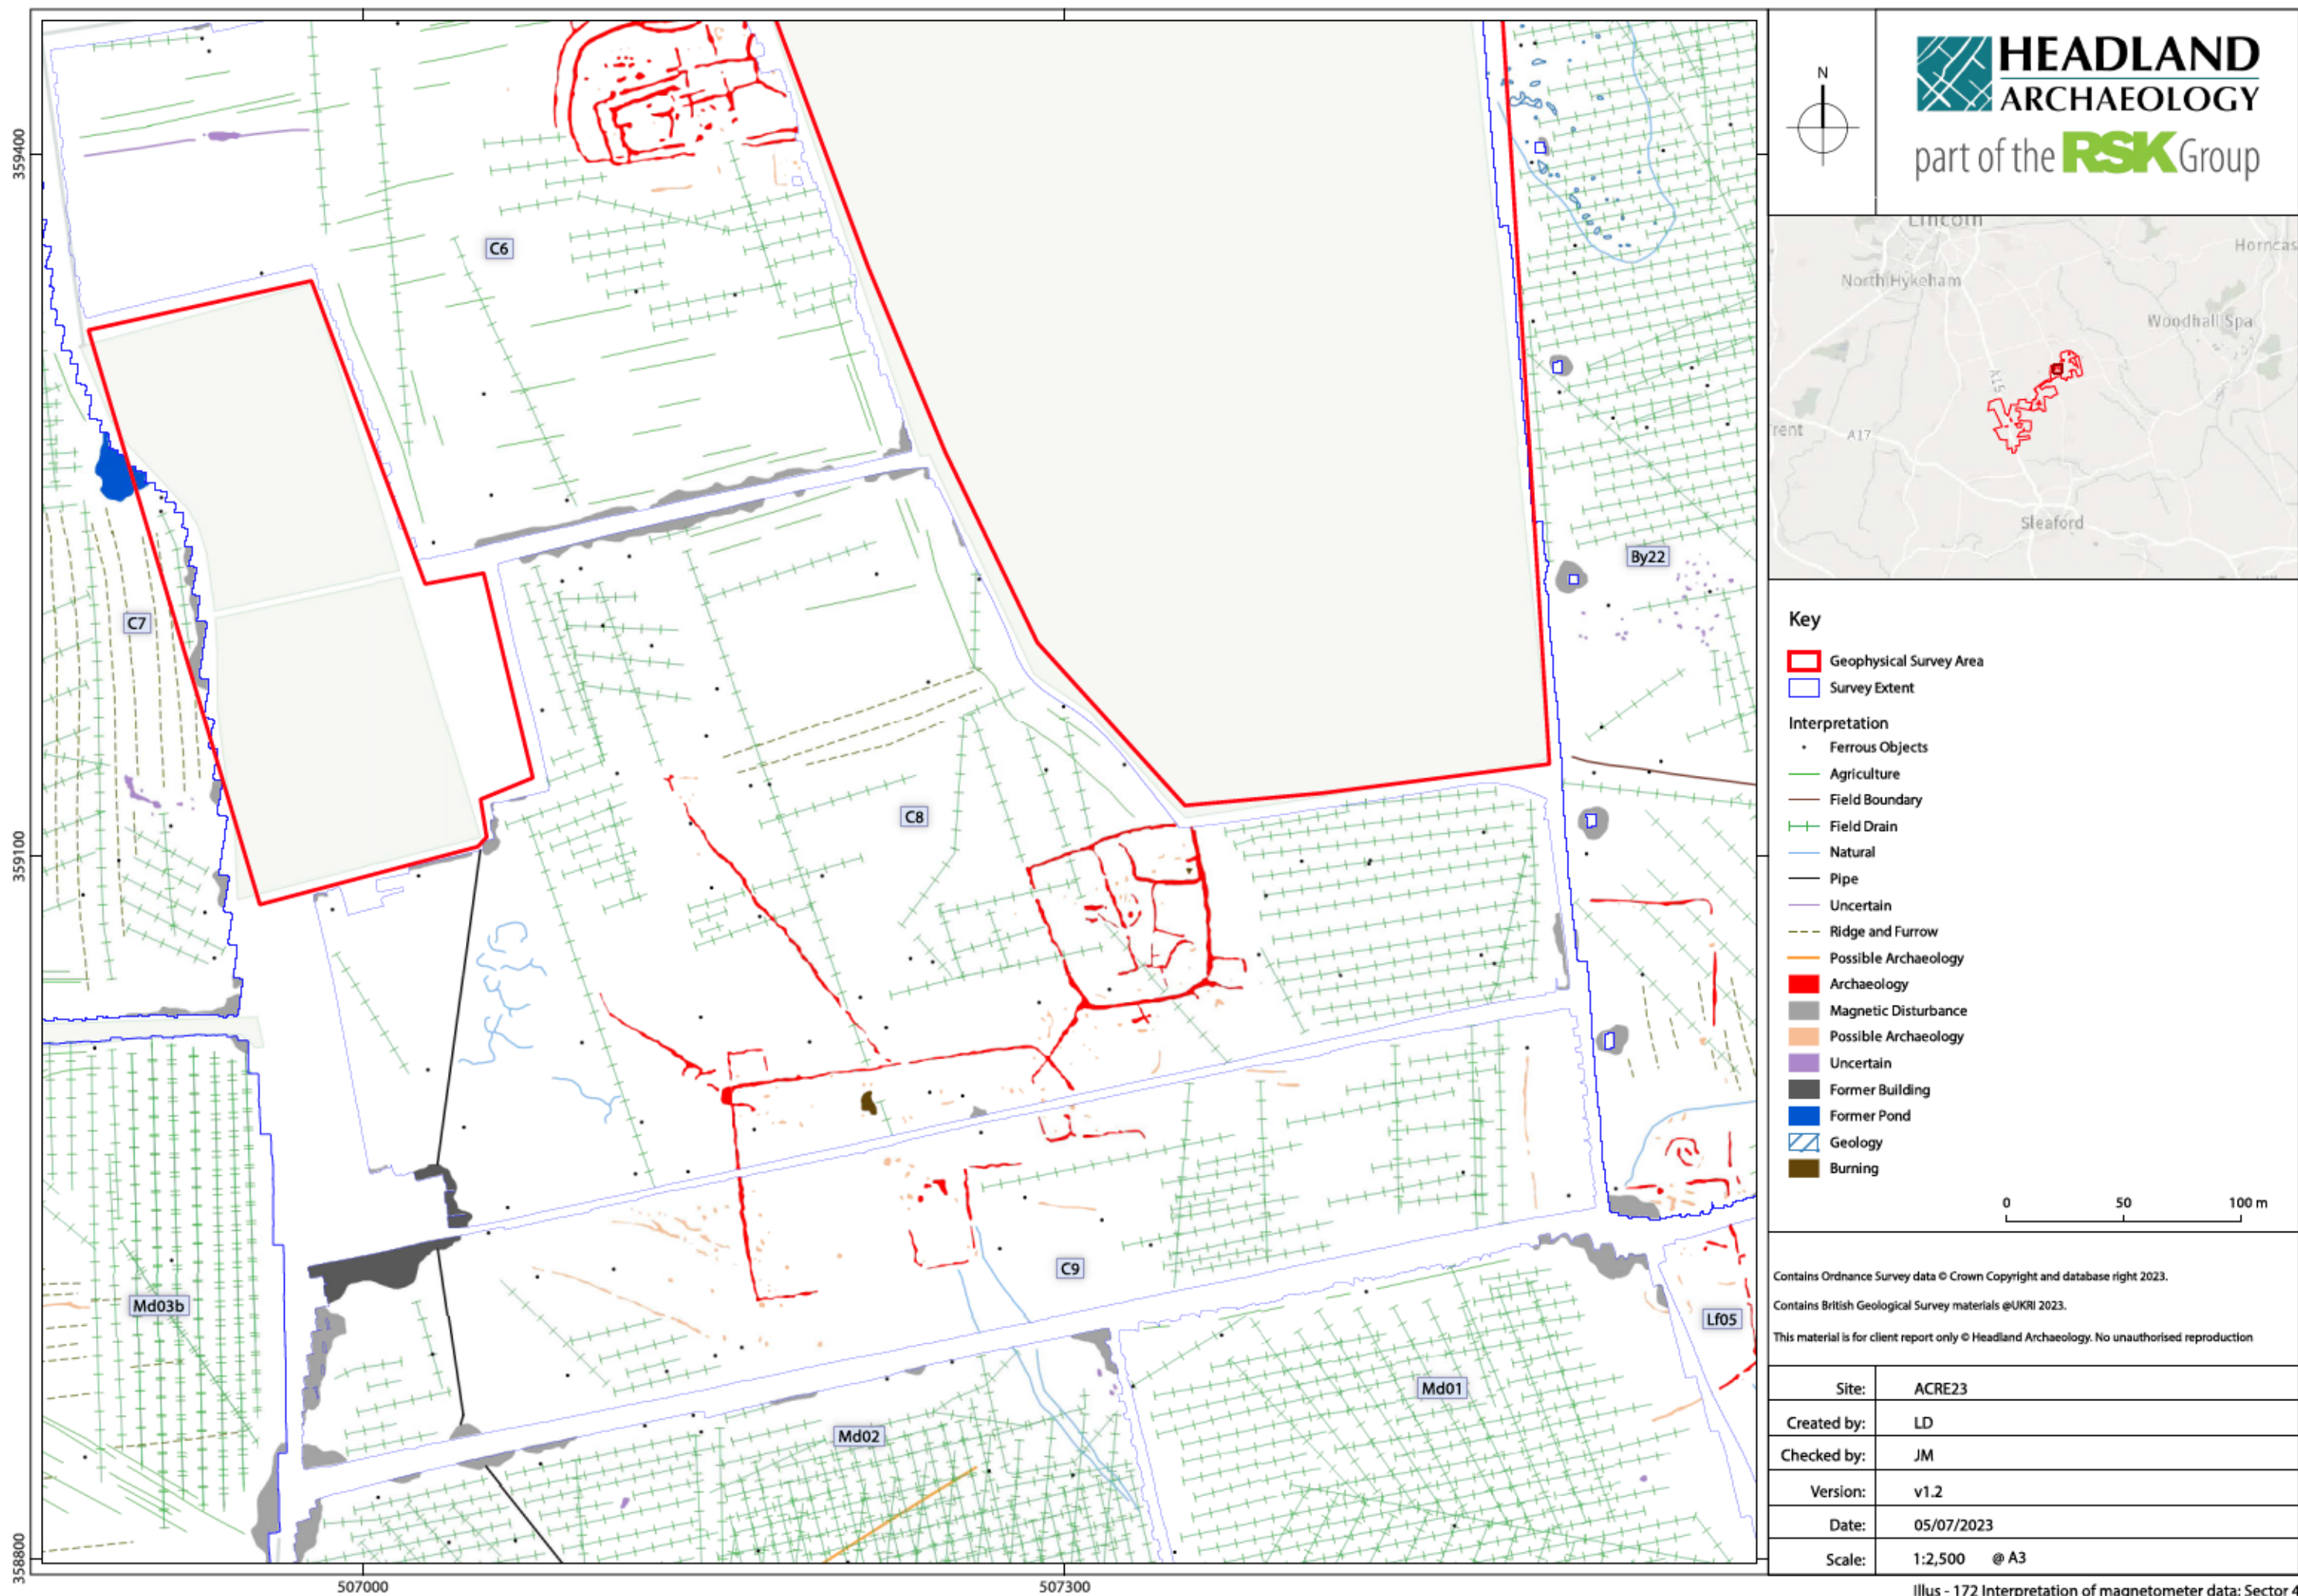 HEADLAND
ARCHAEOLOGY
part of the RSK Group
N
Lincoln
Horncas
North Hykeham
Woodhall Spa
A15
rent
A17
Sleaford
Key
Geophysical Survey Area
Survey Extent
Interpretation
Ferrous Objects
Agriculture
Field Boundary
Field Drain
Natural
Pipe
Uncertain
Ridge and Furrow
Possible Archaeology
Archaeology
Magnetic Disturbance
Possible Archaeology
Uncertain
Former Building
Former Pond
Geology
Burning
0 50 100 m
Contains Ordnance Survey data © Crown Copyright and database right 2023.
Contains British Geological Survey materials @UKRI 2023.
This material is for client report only © Headland Archaeology. No unauthorised reproduction
Site: ACRE23
Created by: LD
Checked by: JM
Version: v1.2
Date: 05/07/2023
Scale: 1:2,500 @ A3
Illus - 172 Interpretation of magnetometer data; Sector 4
C6
By22
C7
C8
C9
Md03b
Lf05
Md01
Md02
359400
359100
358800
507000
507300